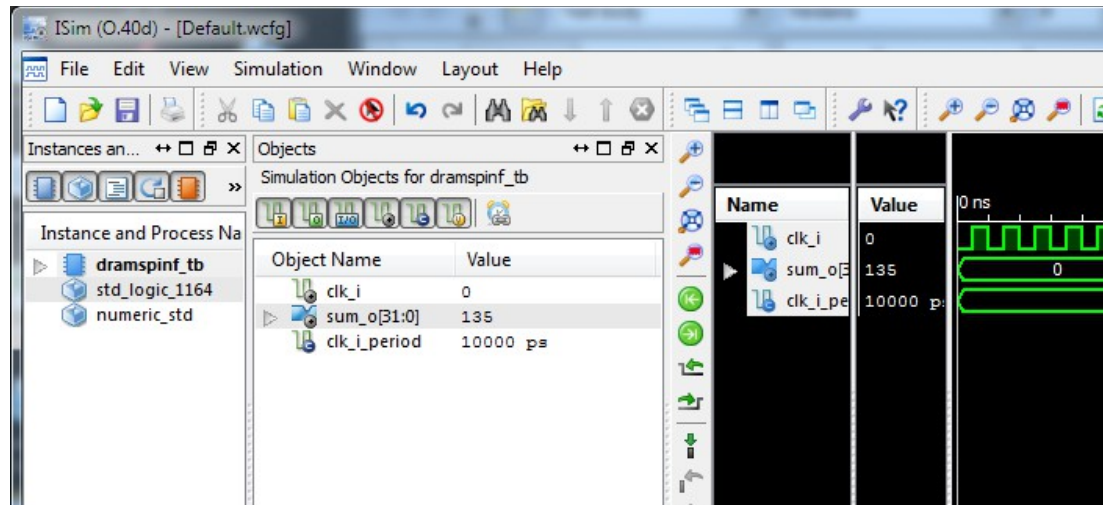 ISim (O.40d) - [Default.wcfg]
File Edit View Simulation Window Layout Help
Instances an...
Objects
Simulation Objects for dramspinf_tb
»
Instance and Process Na
dramspinf_tb
std_logic_1164
numeric_std
Object Name Value
clk_i 0
sum_o[31:0] 135
clk_i_period 10000 ps
Name Value 0 ns
clk_i 0
sum_o[3 135 0
clk_i_pe 10000 p